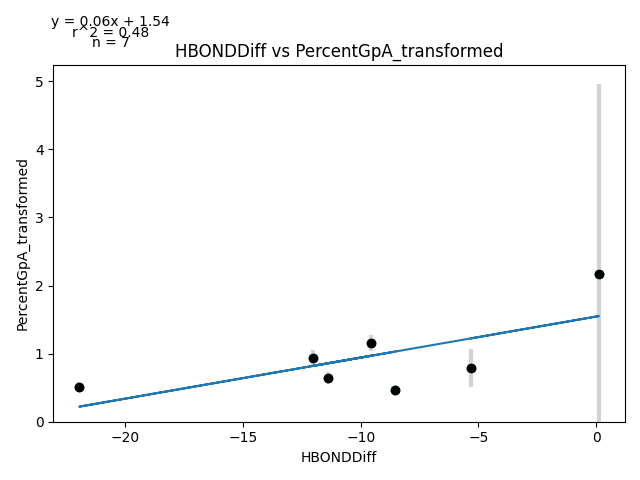 y = 0.06x + 1.54
r^2 = 0.48
n = 7
HBONDDiff vs PercentGpA_transformed
PercentGpA_transformed
5
4
3
2
1
0
−20
−15
−10
−5
0
HBONDDiff